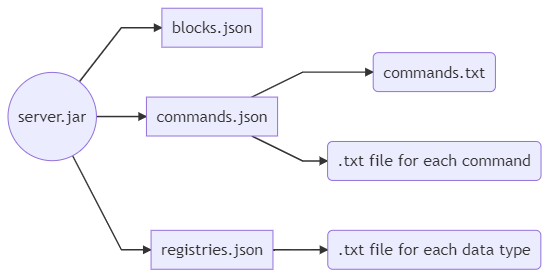 server.jar
blocks.json
commands.json
commands.txt
.txt file for each command
registries.json
.txt file for each data type